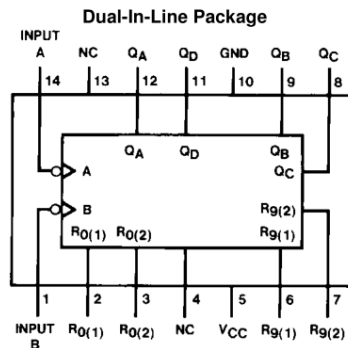 Dual-In-Line Package
INPUT
A NC QA QD GND QB QC
14 13 12 11 10 9 8
QA QD QB
A QC
B R9(2)
R0(1) R0(2) R9(1)
1 2 3 4 5 6 7
INPUT
B R0(1) R0(2) NC VCC R9(1) R9(2)